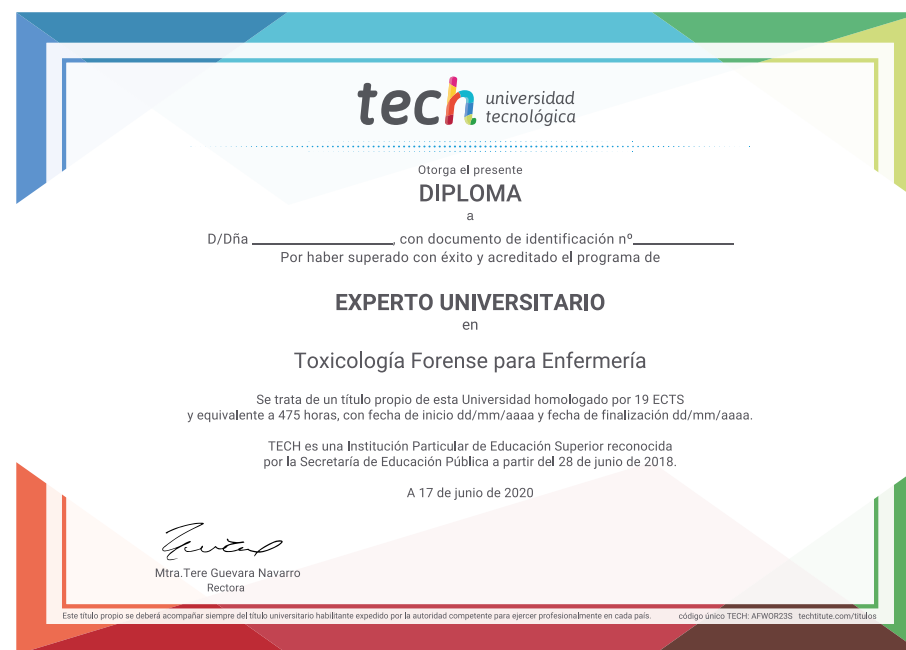 tech universidad
tecnológica
Otorga el presente
DIPLOMA
a
D/Dña ____________, con documento de identificación nº____________
Por haber superado con éxito y acreditado el programa de
EXPERTO UNIVERSITARIO
en
Toxicología Forense para Enfermería
Se trata de un título propio de esta Universidad homologado por 19 ECTS
y equivalente a 475 horas, con fecha de inicio dd/mm/aaaa y fecha de finalización dd/mm/aaaa.
TECH es una Institución Particular de Educación Superior reconocida
por la Secretaría de Educación Pública a partir del 28 de junio de 2018.
A 17 de junio de 2020
Mtra.Tere Guevara Navarro
Rectora
Este título propio se deberá acompañar siempre del título universitario habilitante expedido por la autoridad competente para ejercer profesionalmente en cada país. código único TECH: AFWOR23S techtitute.com/titulos